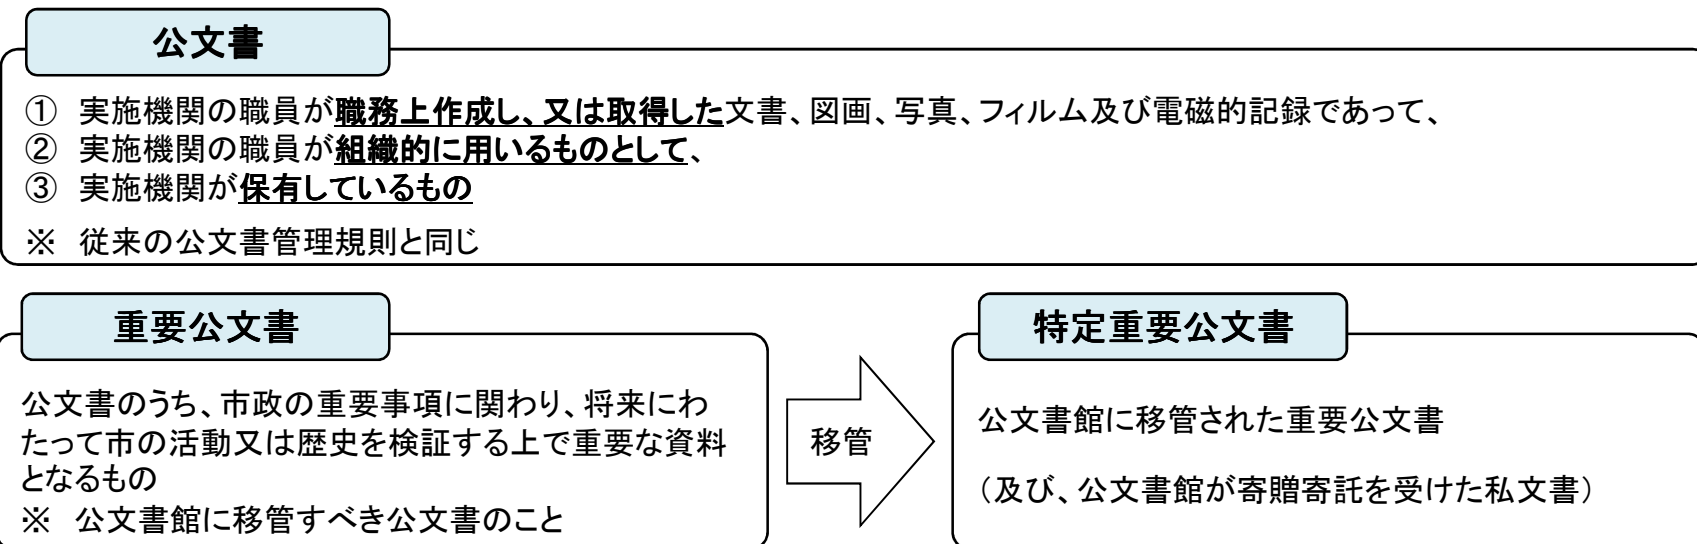 公文書
① 実施機関の職員が職務上作成し、又は取得した文書、図画、写真、フィルム及び電磁的記録であって、
② 実施機関の職員が組織的に用いるものとして、
③ 実施機関が保有しているもの
※ 従来の公文書管理規則と同じ
重要公文書
公文書のうち、市政の重要事項に関わり、将来にわ
たって市の活動又は歴史を検証する上で重要な資料
となるもの
※ 公文書館に移管すべき公文書のこと
移管
特定重要公文書
公文書館に移管された重要公文書
（及び、公文書館が寄贈寄託を受けた私文書）